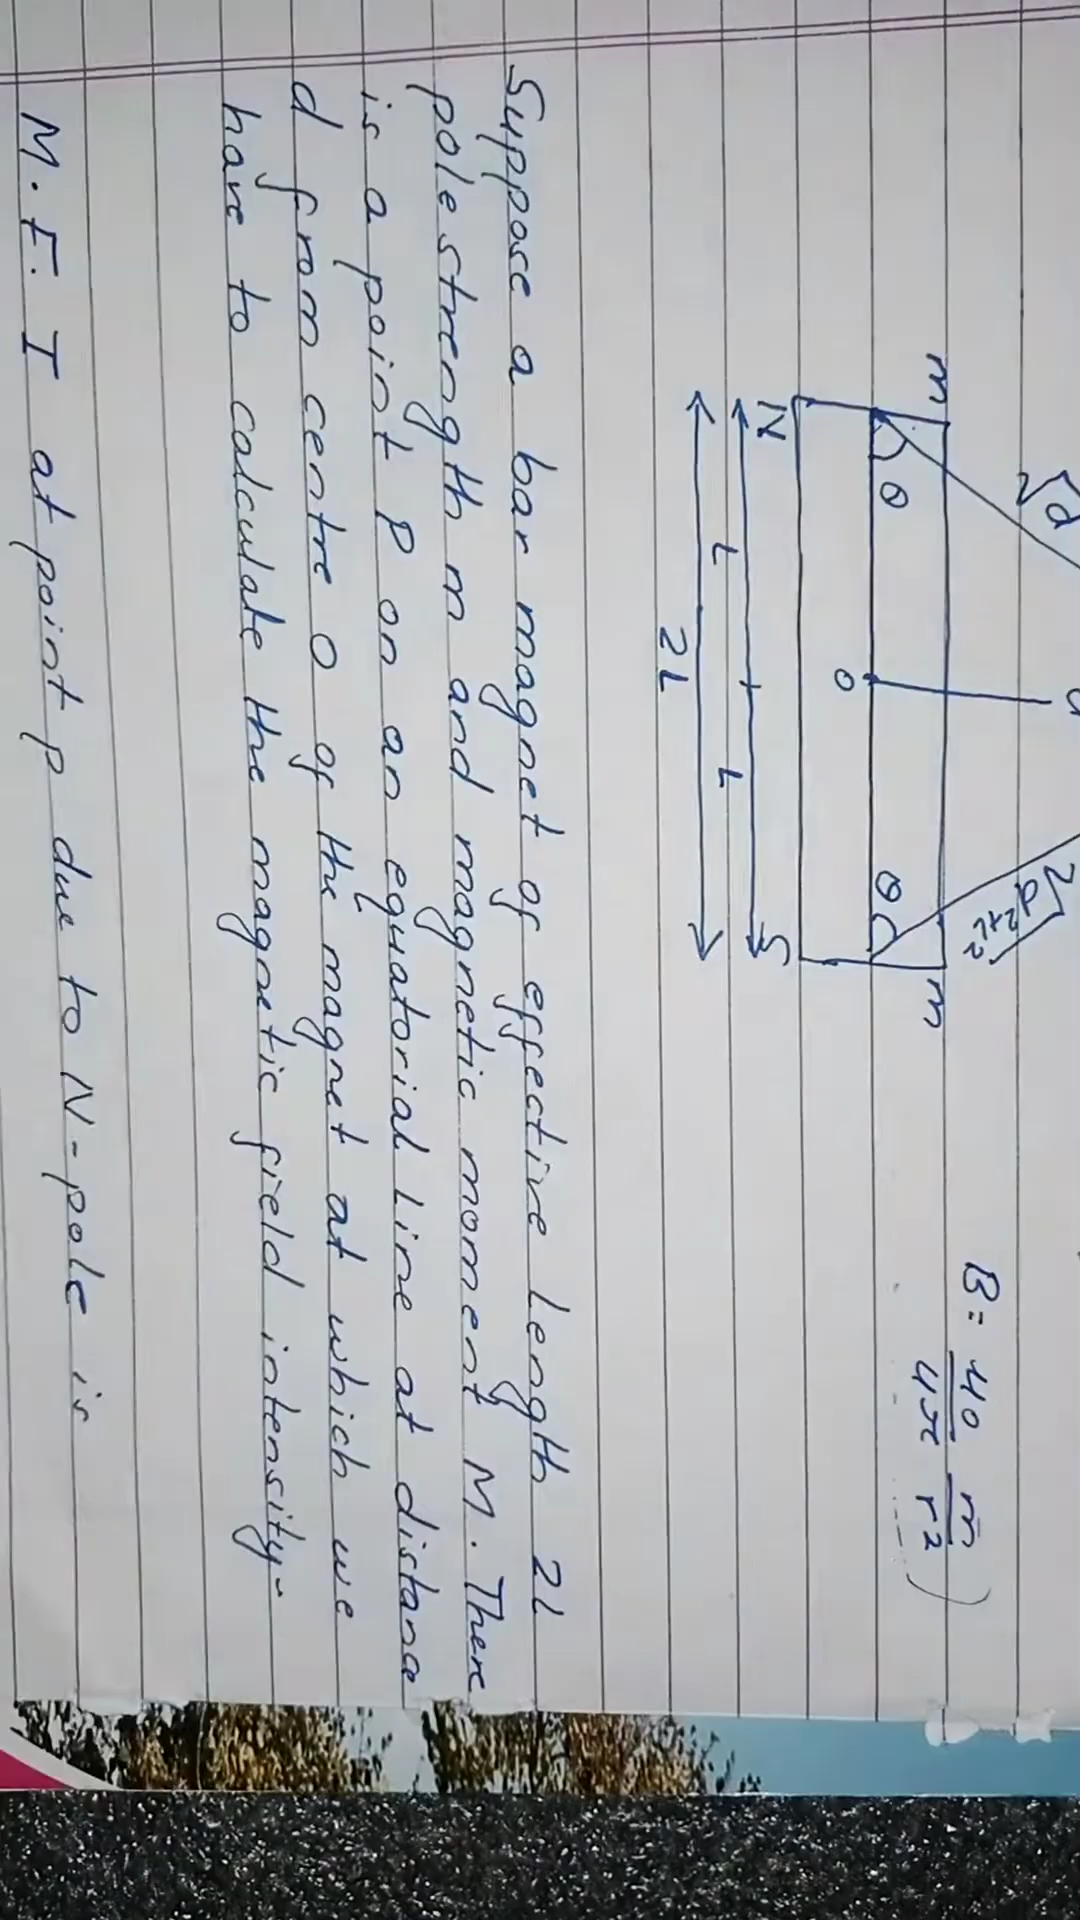 √d
d
√d²+L²
m
m
θ
θ
O
N
S
L
L
2L
B = μ0 m
4π r²
Suppose a bar magnet of effective Length 2L
pole strength m and magnetic moment M. There
is a point P on an equatorial Line at distance
d from centre O of the magnet at which we
have to calculate the magnetic field intensity-
M.F.I at point p due to N-pole is